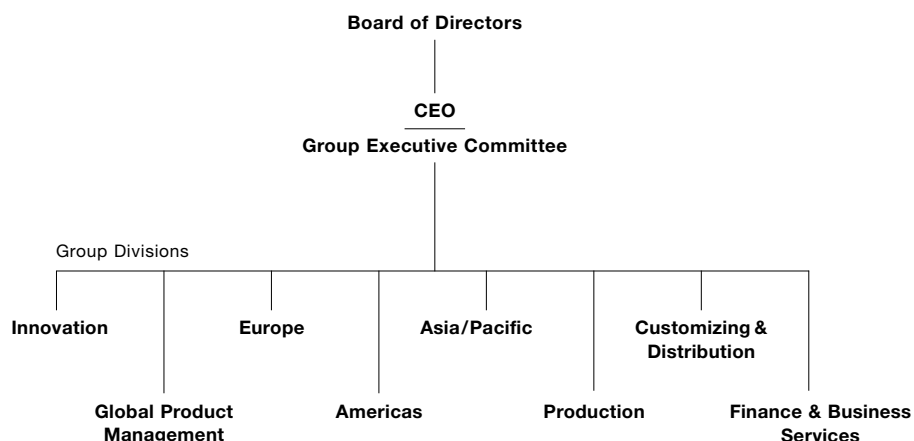 Board of Directors
CEO
Group Executive Committee
Group Divisions
Innovation
Europe
Asia/Pacific
Customizing &
Distribution
Global Product
Management
Americas
Production
Finance & Business
Services